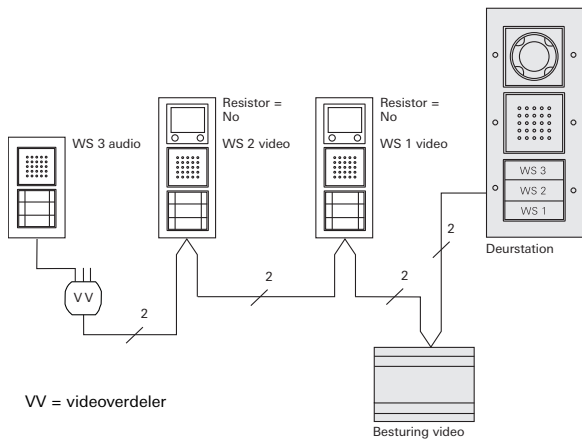 Resistor =
No
WS 2 video
Resistor =
No
WS 1 video
WS 3 audio
WS 3
WS 2
WS 1
Deurstation
2
2
2
2
VV
VV = videoverdeler
Besturing video